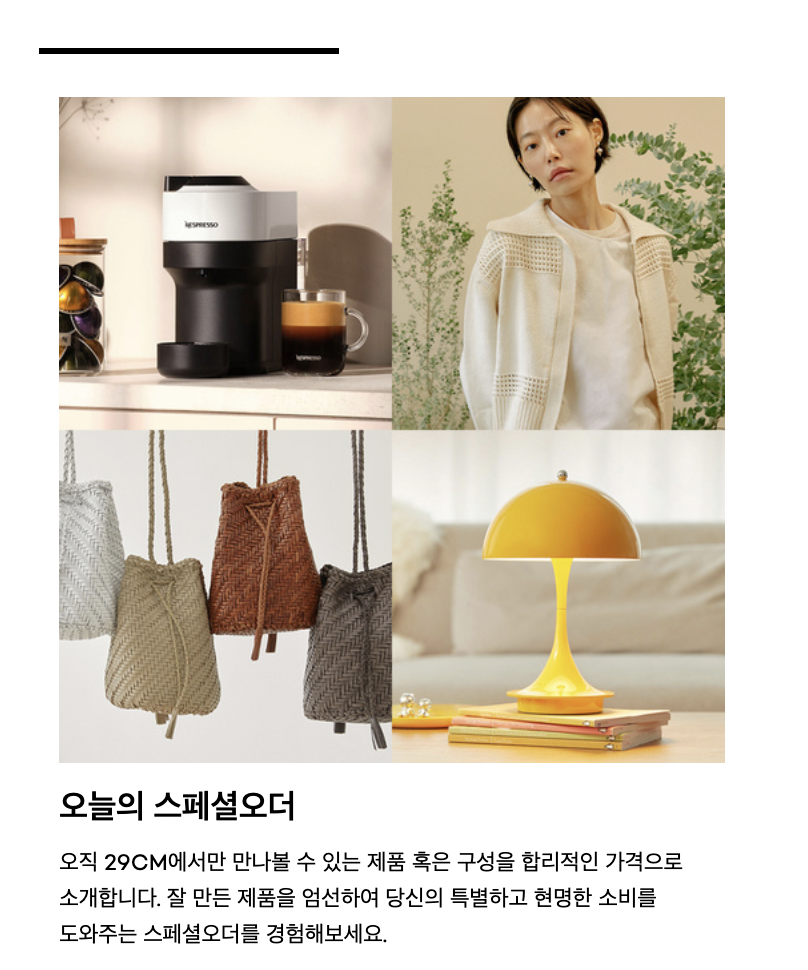 NESPRESSO
NESPRESSO
오늘의 스페셜오더
오직 29CM에서만 만나볼 수 있는 제품 혹은 구성을 합리적인 가격으로
소개합니다. 잘 만든 제품을 엄선하여 당신의 특별하고 현명한 소비를
도와주는 스페셜오더를 경험해보세요.